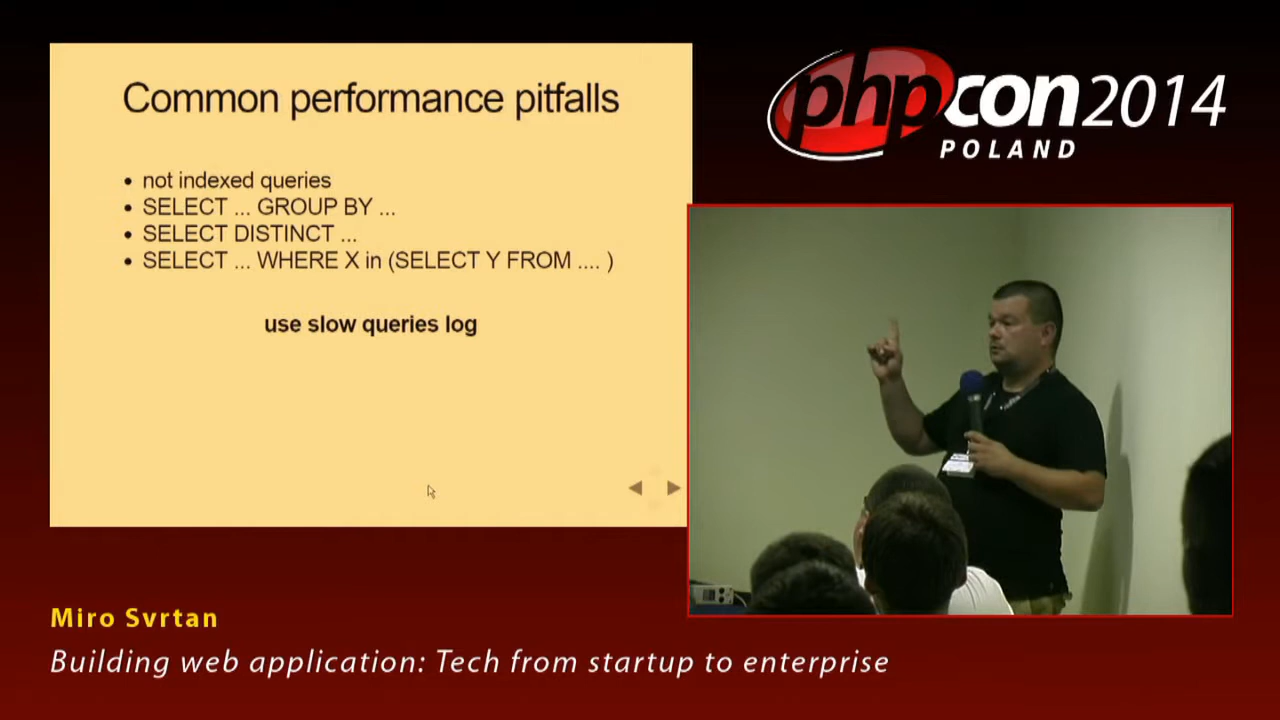 Common performance pitfalls
• not indexed queries
• SELECT ... GROUP BY ...
• SELECT DISTINCT ...
• SELECT ... WHERE X in (SELECT Y FROM .... )
use slow queries log
phpcon2014
POLAND
Miro Svrtan
Building web application: Tech from startup to enterprise